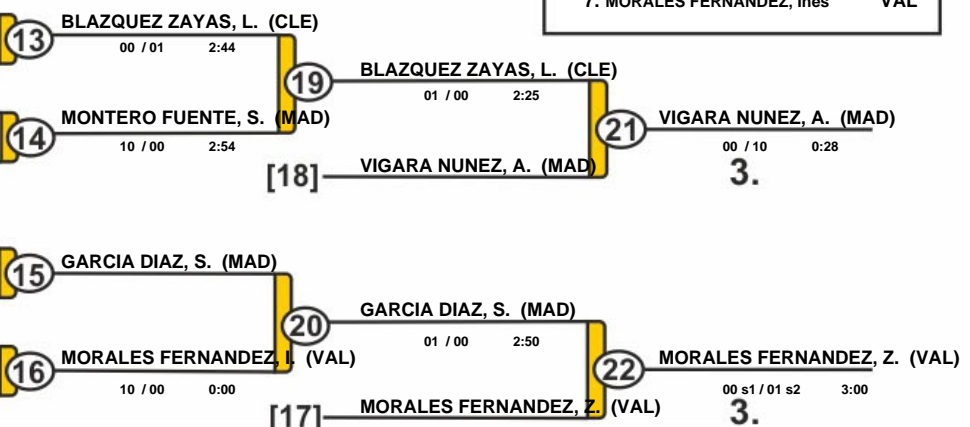 7. MORALES FERNANDEZ, Ines VAL
13 BLAZQUEZ ZAYAS, L. (CLE)
00 / 01 2:44
19 BLAZQUEZ ZAYAS, L. (CLE)
01 / 00 2:25
14 MONTERO FUENTE, S. (MAD)
10 / 00 2:54
21 VIGARA NUNEZ, A. (MAD)
00 / 10 0:28
[18] VIGARA NUNEZ, A. (MAD)
3.
15 GARCIA DIAZ, S. (MAD)
20 GARCIA DIAZ, S. (MAD)
01 / 00 2:50
16 MORALES FERNANDEZ, I. (VAL)
10 / 00 0:00
22 MORALES FERNANDEZ, Z. (VAL)
00 s1 / 01 s2 3:00
[17] MORALES FERNANDEZ, Z. (VAL)
3.